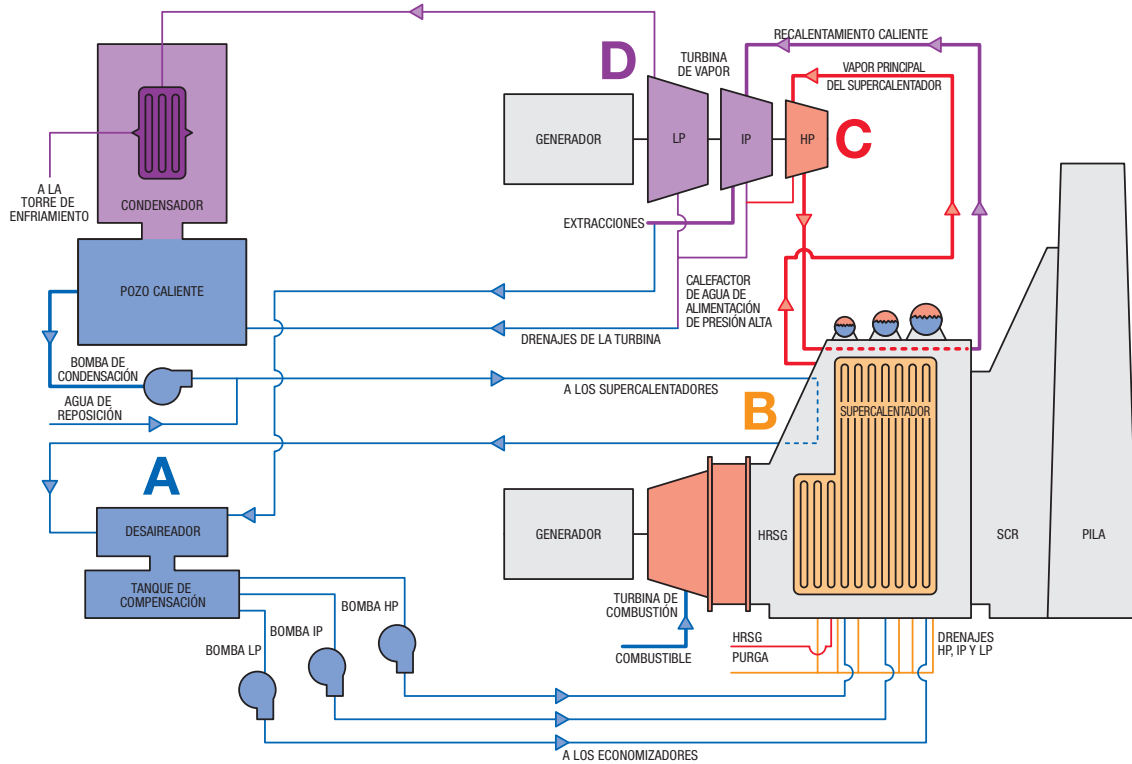 RECALENTAMIENTO CALIENTE
D
TURBINA
DE VAPOR
VAPOR PRINCIPAL
DEL SUPERCALENTADOR
GENERADOR
LP
IP
HP
C
A LA
TORRE DE
ENFRIAMIENTO
CONDENSADOR
EXTRACCIONES
POZO CALIENTE
CALEFACTOR
DE AGUA DE
ALIMENTACIÓN
DE PRESIÓN ALTA
DRENAJES DE LA TURBINA
BOMBA DE
CONDENSACIÓN
A LOS SUPERCALENTADORES
AGUA DE
REPOSICIÓN
B
SUPERCALENTADOR
A
DESAIREADOR
GENERADOR
HRSG
SCR
PILA
TANQUE DE
COMPENSACIÓN
TURBINA DE
COMBUSTIÓN
COMBUSTIBLE
BOMBA HP
BOMBA IP
BOMBA LP
HRSG
PURGA
DRENAJES
HP, IP Y LP
A LOS ECONOMIZADORES